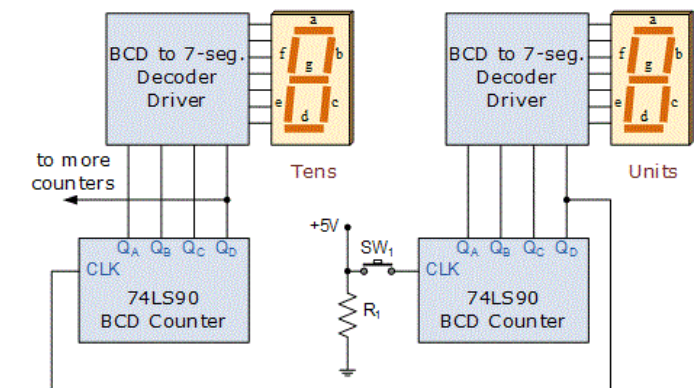 BCD to 7-seg.
Decoder
Driver
a
f
b
g
e
c
d
Tens
to more
counters
QA QB QC QD
CLK
74LS90
BCD Counter
BCD to 7-seg.
Decoder
Driver
a
f
b
g
e
c
d
Units
+5V
SW1
R1
QA QB QC QD
CLK
74LS90
BCD Counter